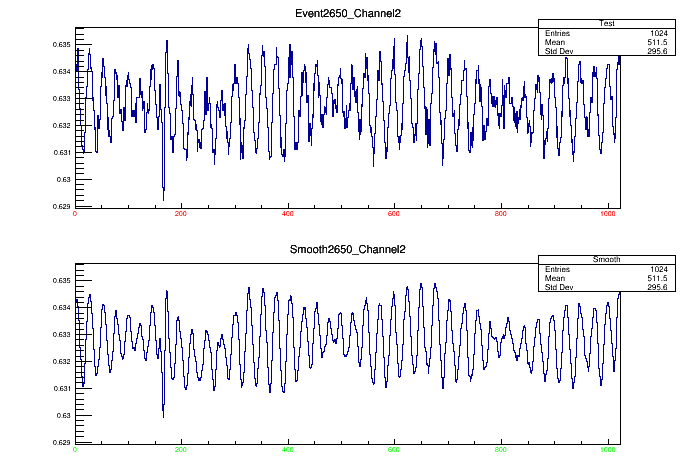 Event2650_Channel2
Test
Entries 1024
Mean 511.5
Std Dev 295.6
0.635
0.634
0.633
0.632
0.631
0.63
0.629
0 200 400 600 800 1000
Smooth2650_Channel2
Smooth
Entries 1024
Mean 511.5
Std Dev 295.6
0.635
0.634
0.633
0.632
0.631
0.63
0.629
0 200 400 600 800 1000